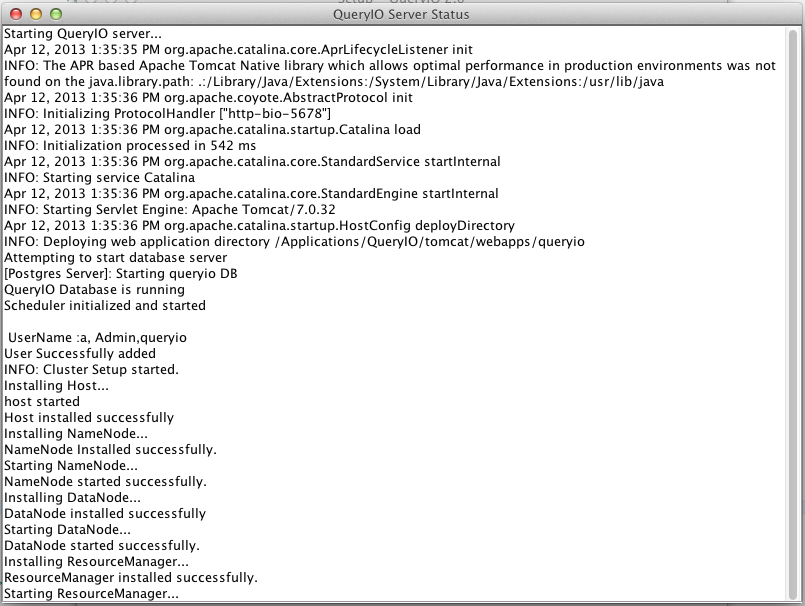 QueryIO Server Status
Starting QueryIO server...
Apr 12, 2013 1:35:35 PM org.apache.catalina.core.AprLifecycleListener init
INFO: The APR based Apache Tomcat Native library which allows optimal performance in production environments was not
found on the java.library.path: .:/Library/Java/Extensions:/System/Library/Java/Extensions:/usr/lib/java
Apr 12, 2013 1:35:36 PM org.apache.coyote.AbstractProtocol init
INFO: Initializing ProtocolHandler ["http-bio-5678"]
Apr 12, 2013 1:35:36 PM org.apache.catalina.startup.Catalina load
INFO: Initialization processed in 542 ms
Apr 12, 2013 1:35:36 PM org.apache.catalina.core.StandardService startInternal
INFO: Starting service Catalina
Apr 12, 2013 1:35:36 PM org.apache.catalina.core.StandardEngine startInternal
INFO: Starting Servlet Engine: Apache Tomcat/7.0.32
Apr 12, 2013 1:35:36 PM org.apache.catalina.startup.HostConfig deployDirectory
INFO: Deploying web application directory /Applications/QueryIO/tomcat/webapps/queryio
Attempting to start database server
[Postgres Server]: Starting queryio DB
QueryIO Database is running
Scheduler initialized and started
UserName :a, Admin,queryio
User Successfully added
INFO: Cluster Setup started.
Installing Host...
host started
Host installed successfully
Installing NameNode...
NameNode Installed successfully.
Starting NameNode...
NameNode started successfully.
Installing DataNode...
DataNode installed successfully
Starting DataNode...
DataNode started successfully.
Installing ResourceManager...
ResourceManager installed successfully.
Starting ResourceManager...